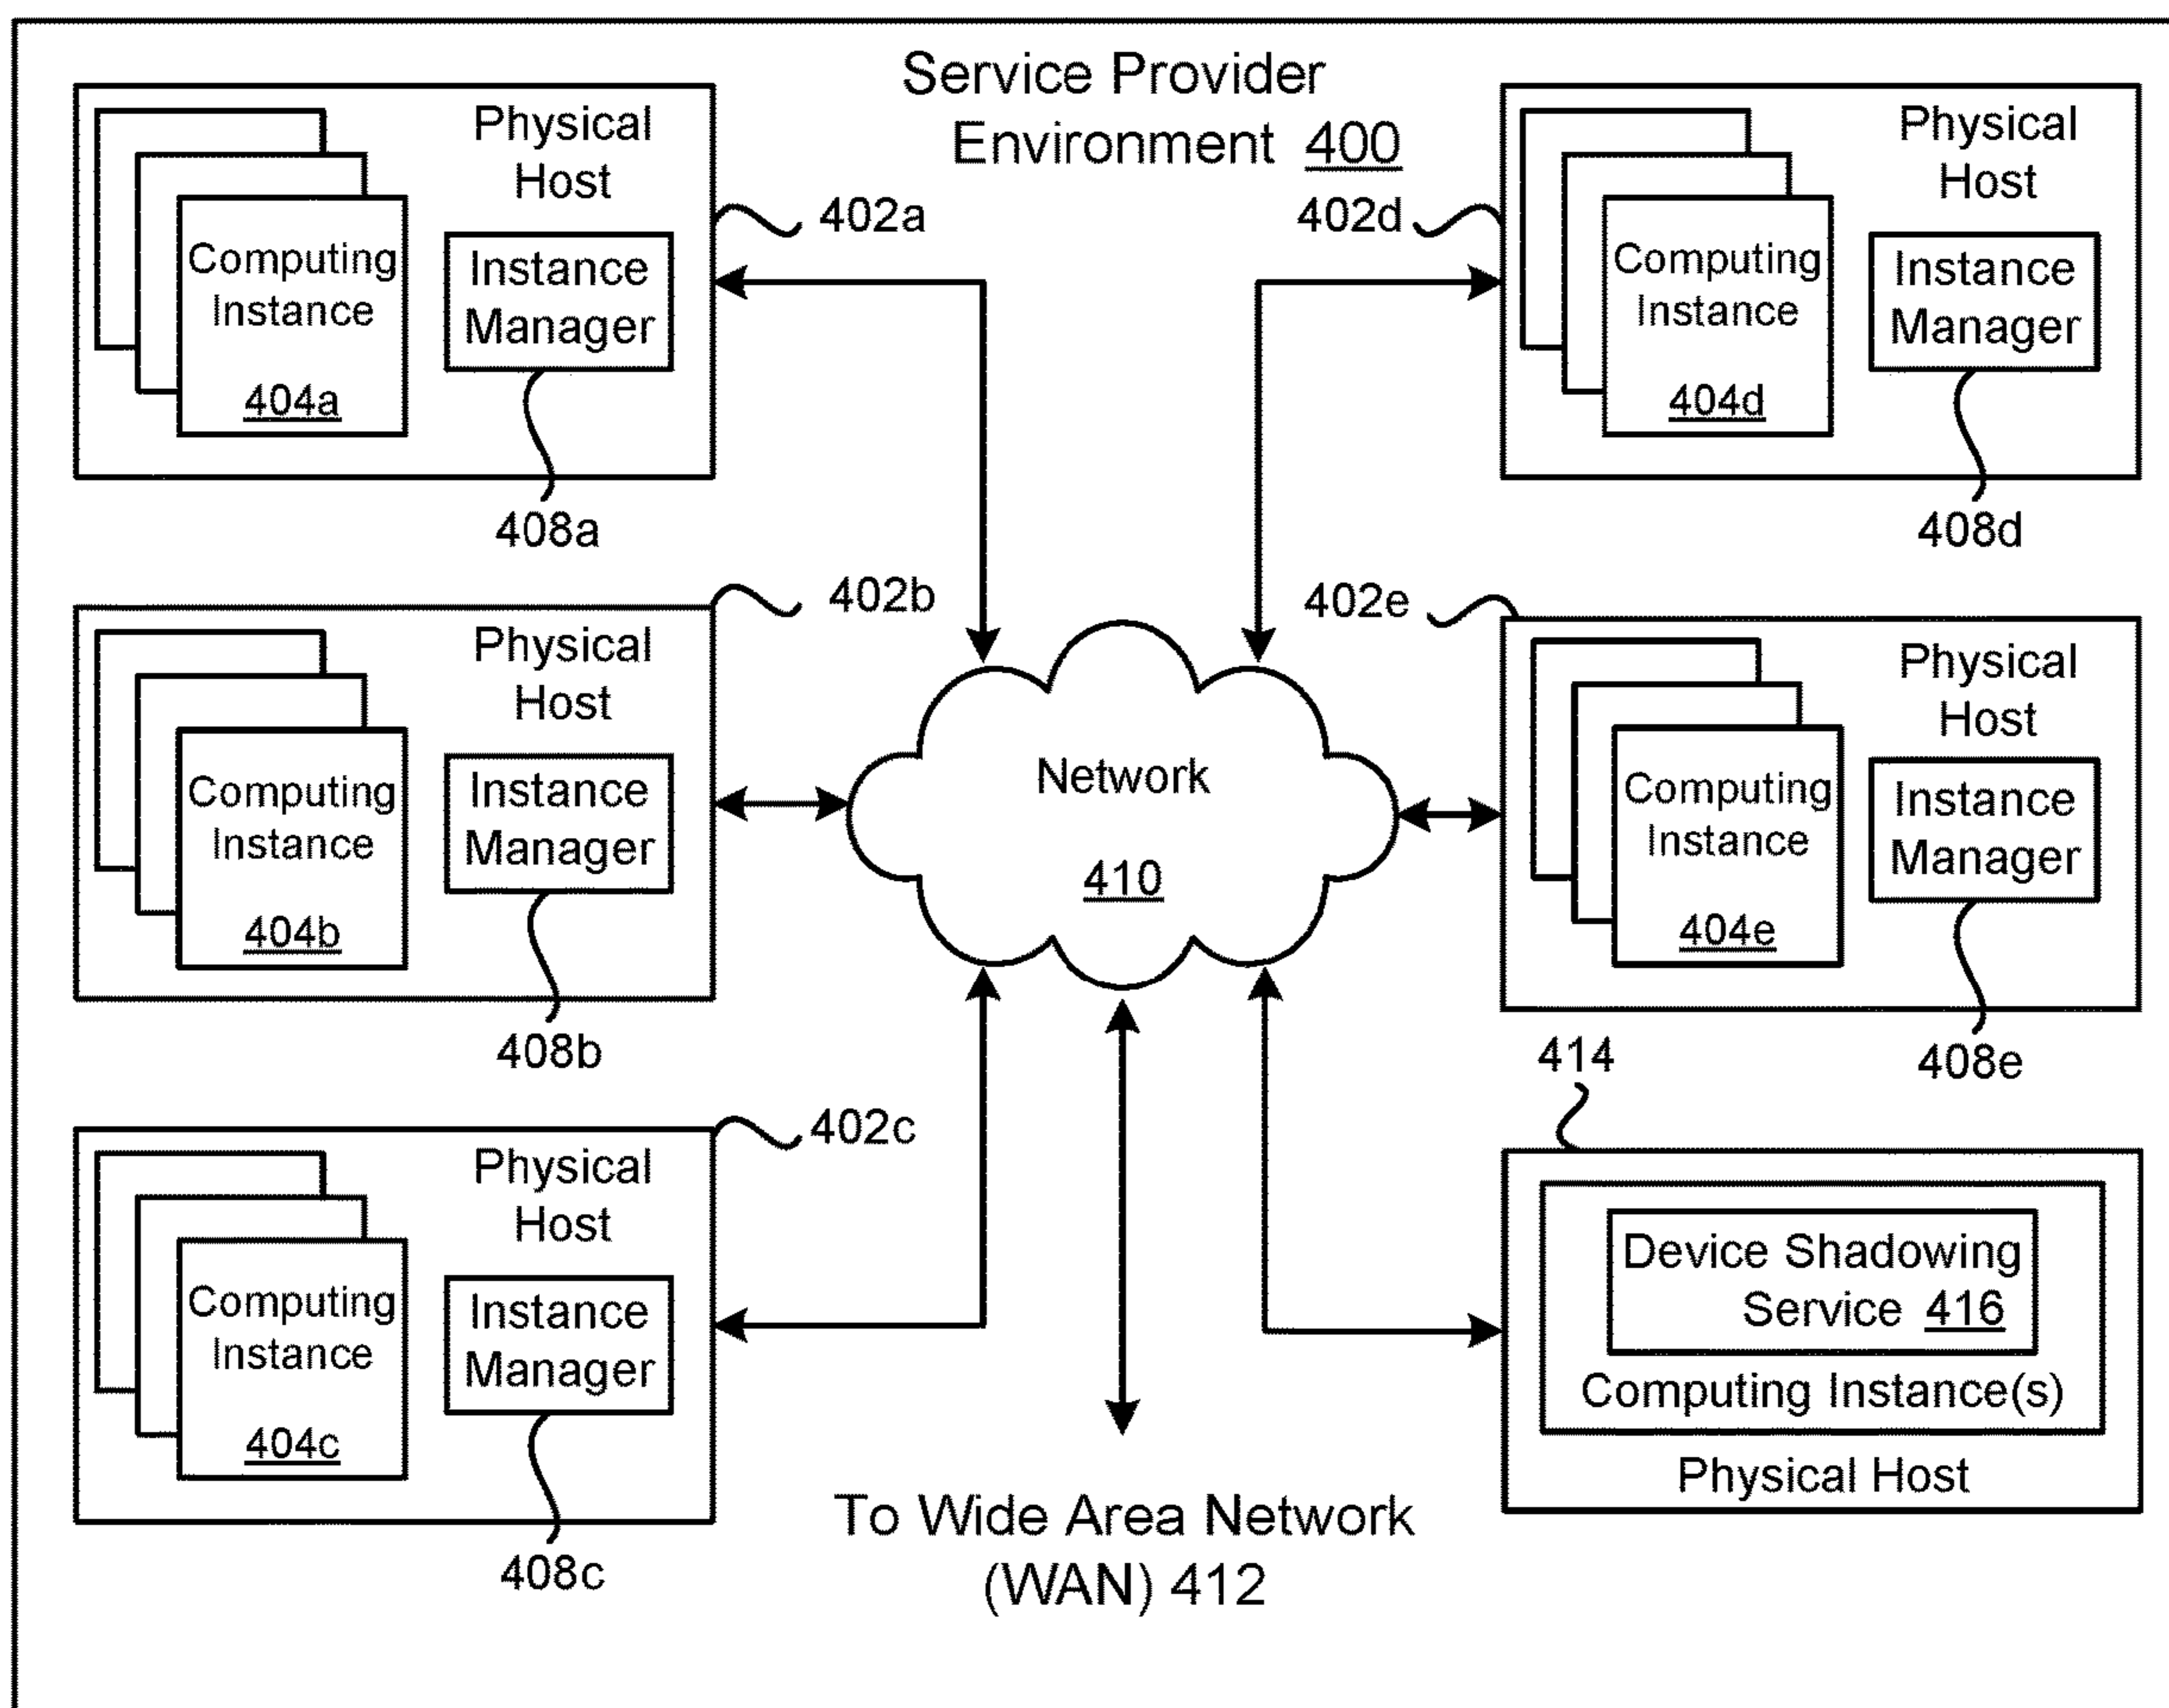 Service Provider
Environment 400
Physical
Host
Computing
Instance
404a
Instance
Manager
402a
408a
Physical
Host
Computing
Instance
404b
Instance
Manager
402b
408b
Physical
Host
Computing
Instance
404c
Instance
Manager
402c
408c
Network
410
To Wide Area Network
(WAN) 412
402d
Physical
Host
Computing
Instance
404d
Instance
Manager
408d
402e
Physical
Host
Computing
Instance
404e
Instance
Manager
408e
414
Device Shadowing
Service 416
Computing Instance(s)
Physical Host